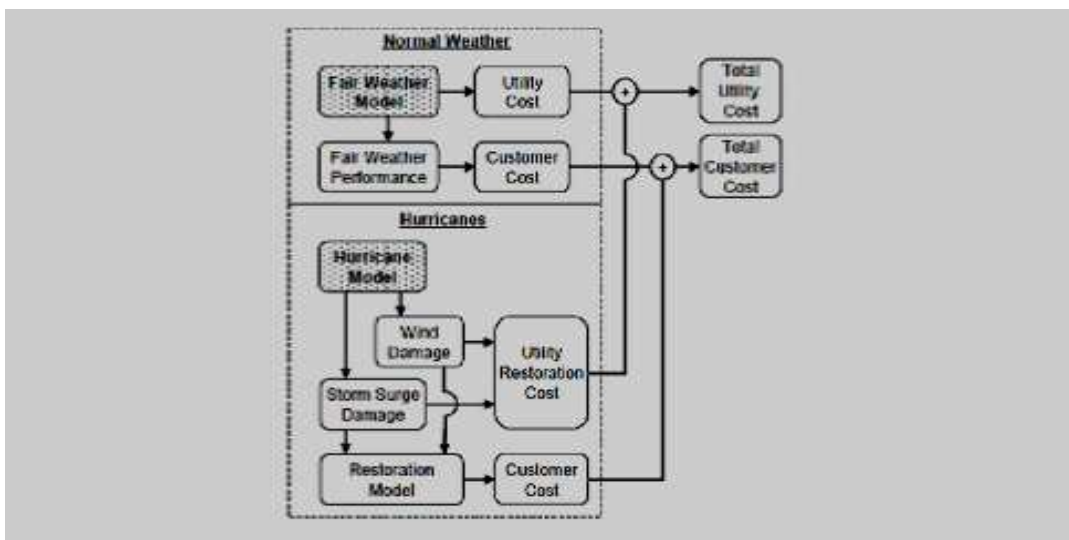 Normal Weather
Fair Weather
Model
Utility
Cost
Total
Utility
Cost
Fair Weather
Performance
Customer
Cost
Total
Customer
Cost
Hurricanes
Hurricane
Model
Wind
Damage
Utility
Restoration
Cost
Storm Surge
Damage
Restoration
Model
Customer
Cost
+
+